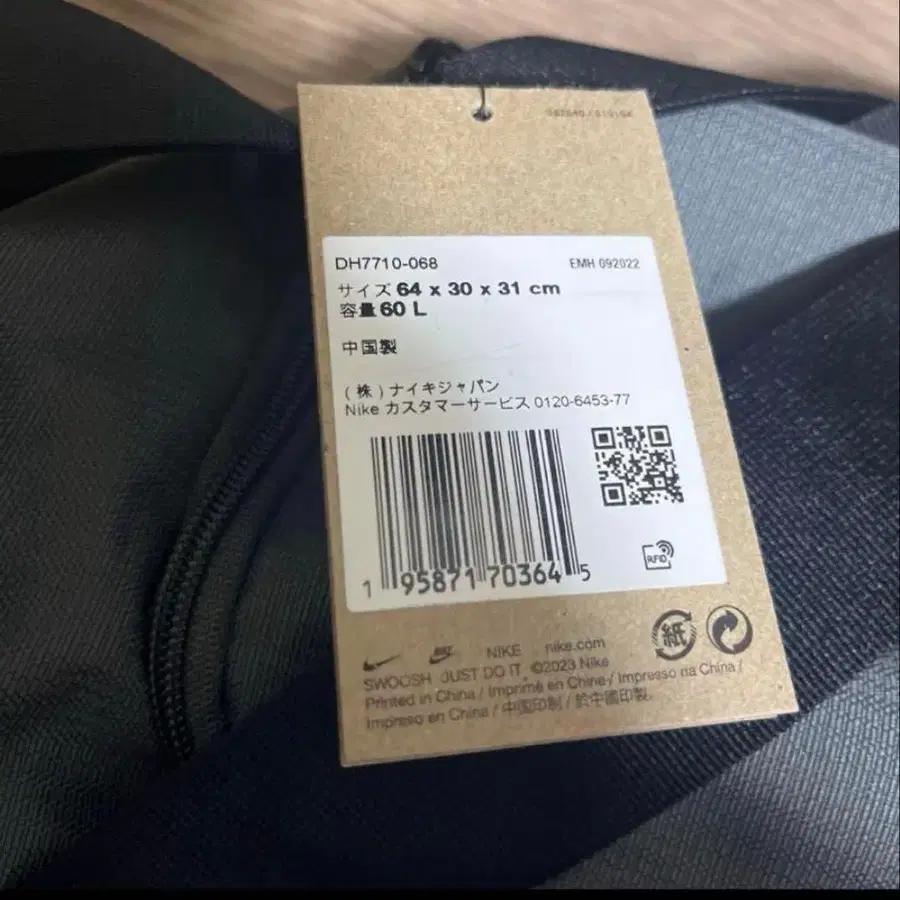 DH7710-068
EMH 092022
サイズ 64 x 30 x 31 cm
容量 60 L
中国製
(株)ナイキジャパン
Nike カスタマーサービス 0120-6453-77
1 95871 70364 5
RFID
紙
NIKE nike.com
SWOOSH JUST DO IT ©2023 Nike
Printed in China / Imprimé en Chine / Impresso na China /
Impreso en China / 中国印制 / 於中國印製.